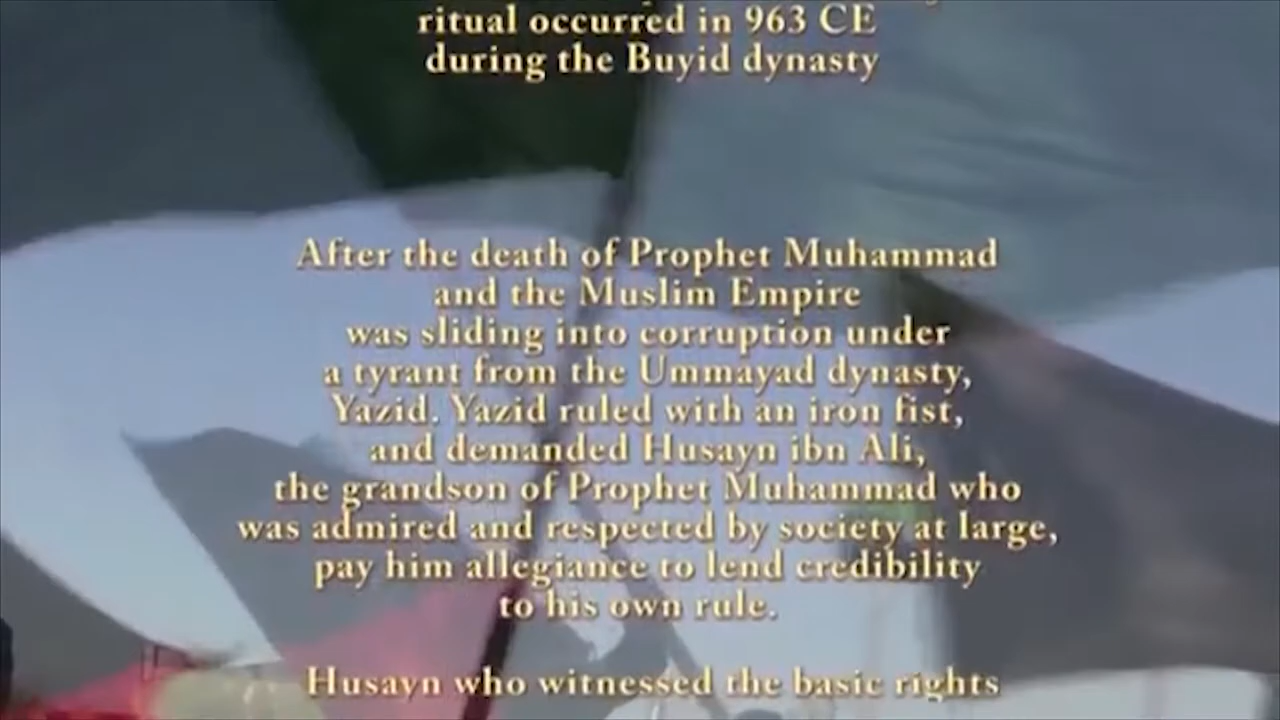 ritual occurred in 963 CE
during the Buyid dynasty
After the death of Prophet Muhammad
and the Muslim Empire
was sliding into corruption under
a tyrant from the Ummayad dynasty,
Yazid. Yazid ruled with an iron fist,
and demanded Husayn ibn Ali,
the grandson of Prophet Muhammad who
was admired and respected by society at large,
pay him allegiance to lend credibility
to his own rule.
Husayn who witnessed the basic rights